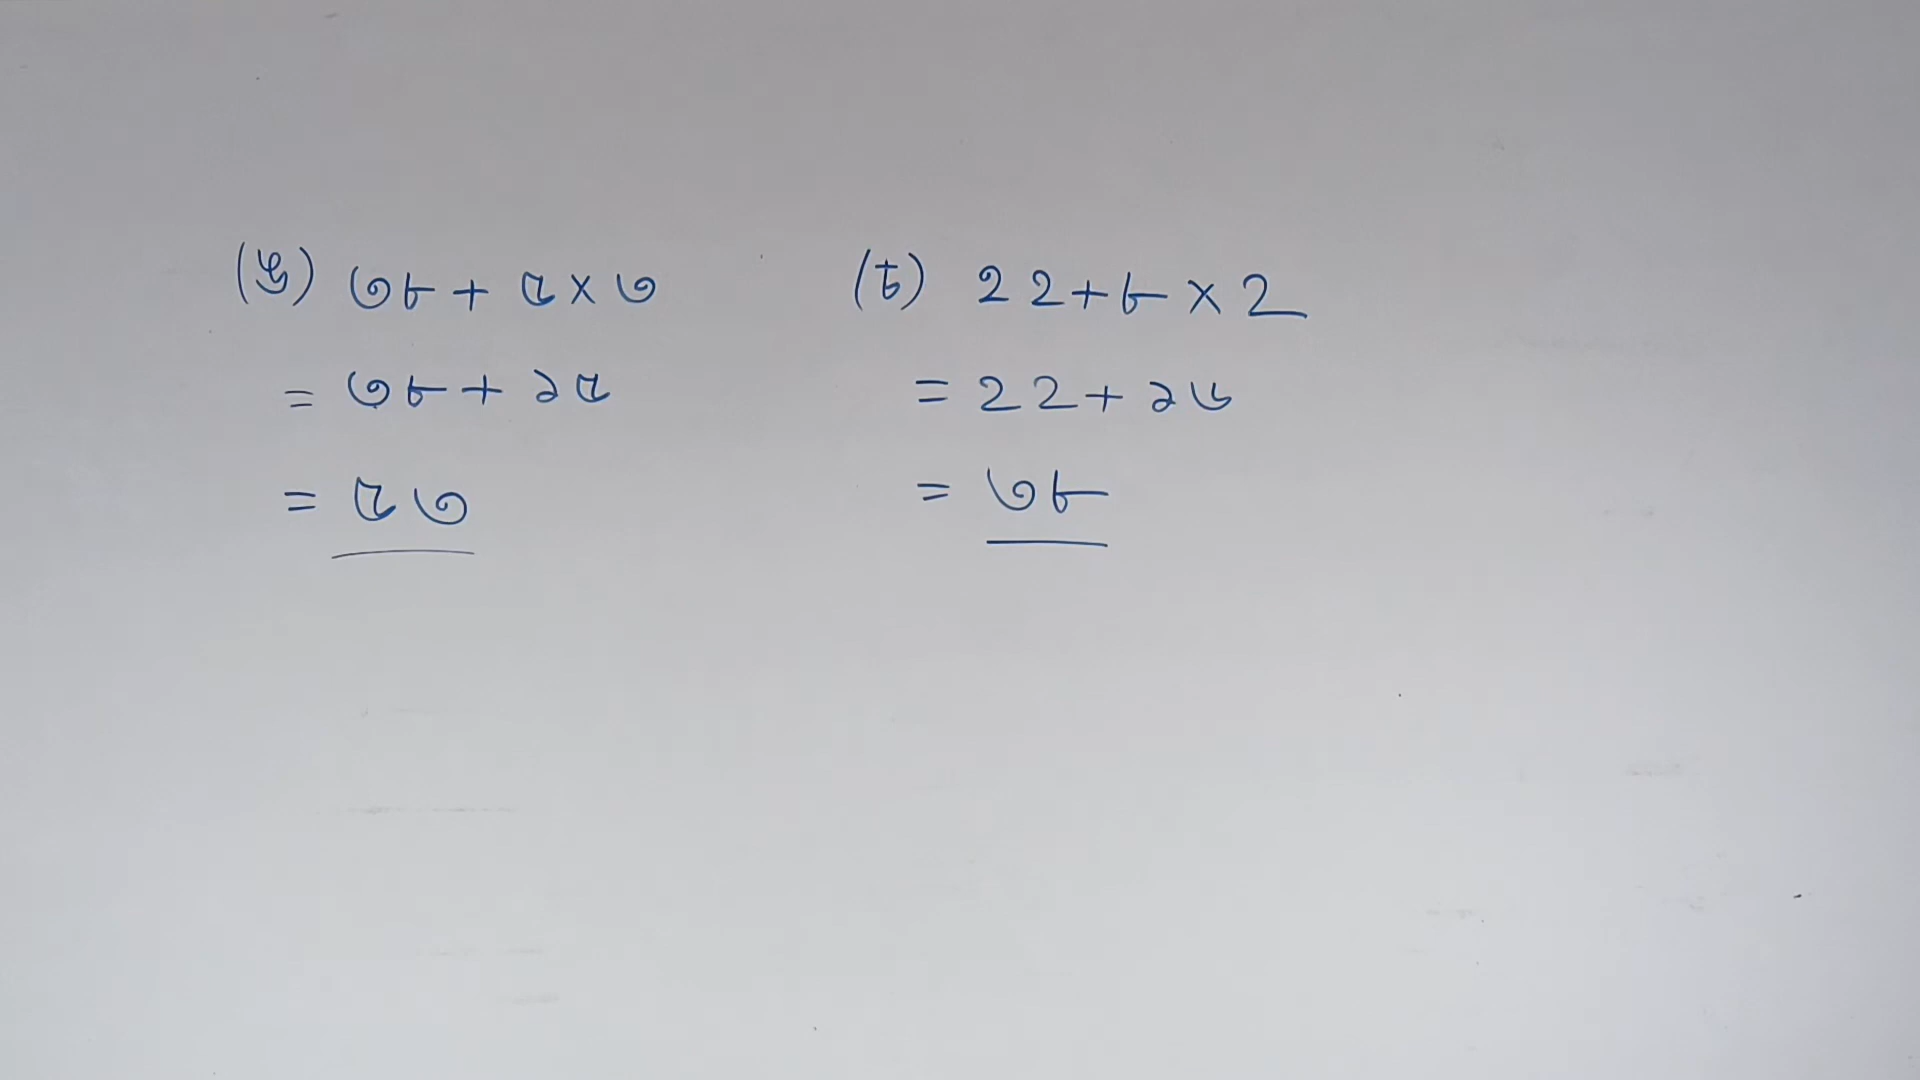 (ঙ) ৩৮ + ৫ × ৩
= ৩৮ + ১৫
= ৫৩
(চ) ২২ + ৮ × ২
= ২২ + ১৬
= ৩৮